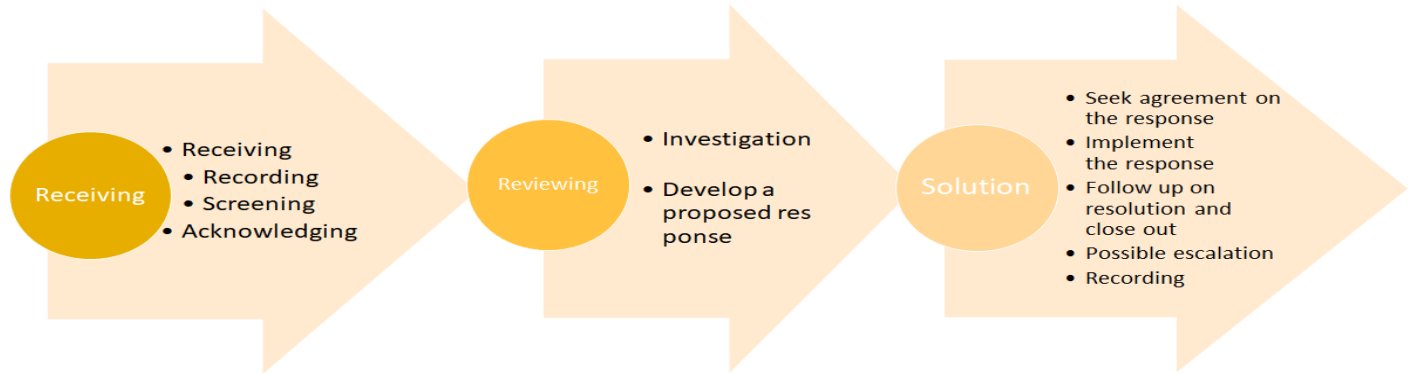 Receiving
• Receiving
• Recording
• Screening
• Acknowledging
Reviewing
• Investigation
• Develop a
proposed res
ponse
Solution
• Seek agreement on
the response
• Implement
the response
• Follow up on
resolution and
close out
• Possible escalation
• Recording